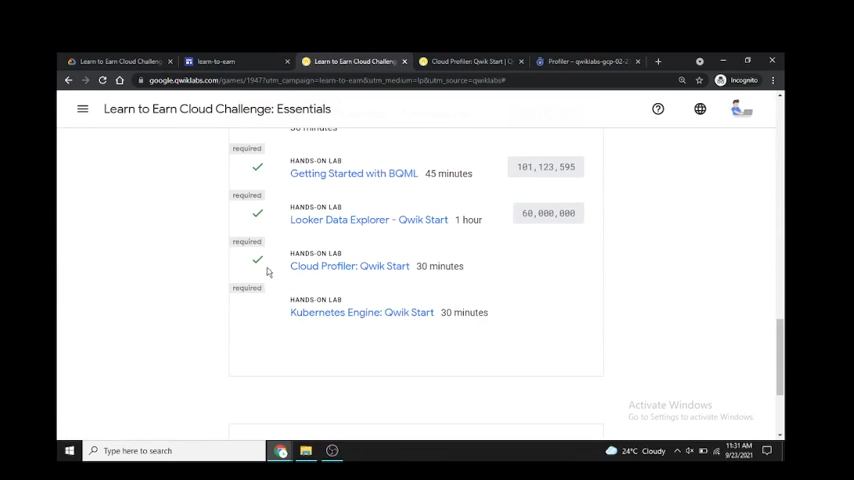 Learn to Earn Cloud Challeng
learn-to-earn
Learn to Earn Cloud Challenge:
Cloud Profiler: Qwik Start | Q
Profiler – qwiklabs-gcp-02-2
google.qwiklabs.com/games/1947?utm_campaign=learn-to-earn&utm_medium=lp&utm_source=qwiklabs#
Incognito
Learn to Earn Cloud Challenge: Essentials
30 minutes
required
HANDS-ON LAB
Getting Started with BQML 45 minutes
101,123,595
required
HANDS-ON LAB
Looker Data Explorer - Qwik Start 1 hour
60,000,000
required
HANDS-ON LAB
Cloud Profiler: Qwik Start 30 minutes
required
HANDS-ON LAB
Kubernetes Engine: Qwik Start 30 minutes
Activate Windows
Go to Settings to activate Windows.
Type here to search
24°C Cloudy
11:31 AM
9/23/2021